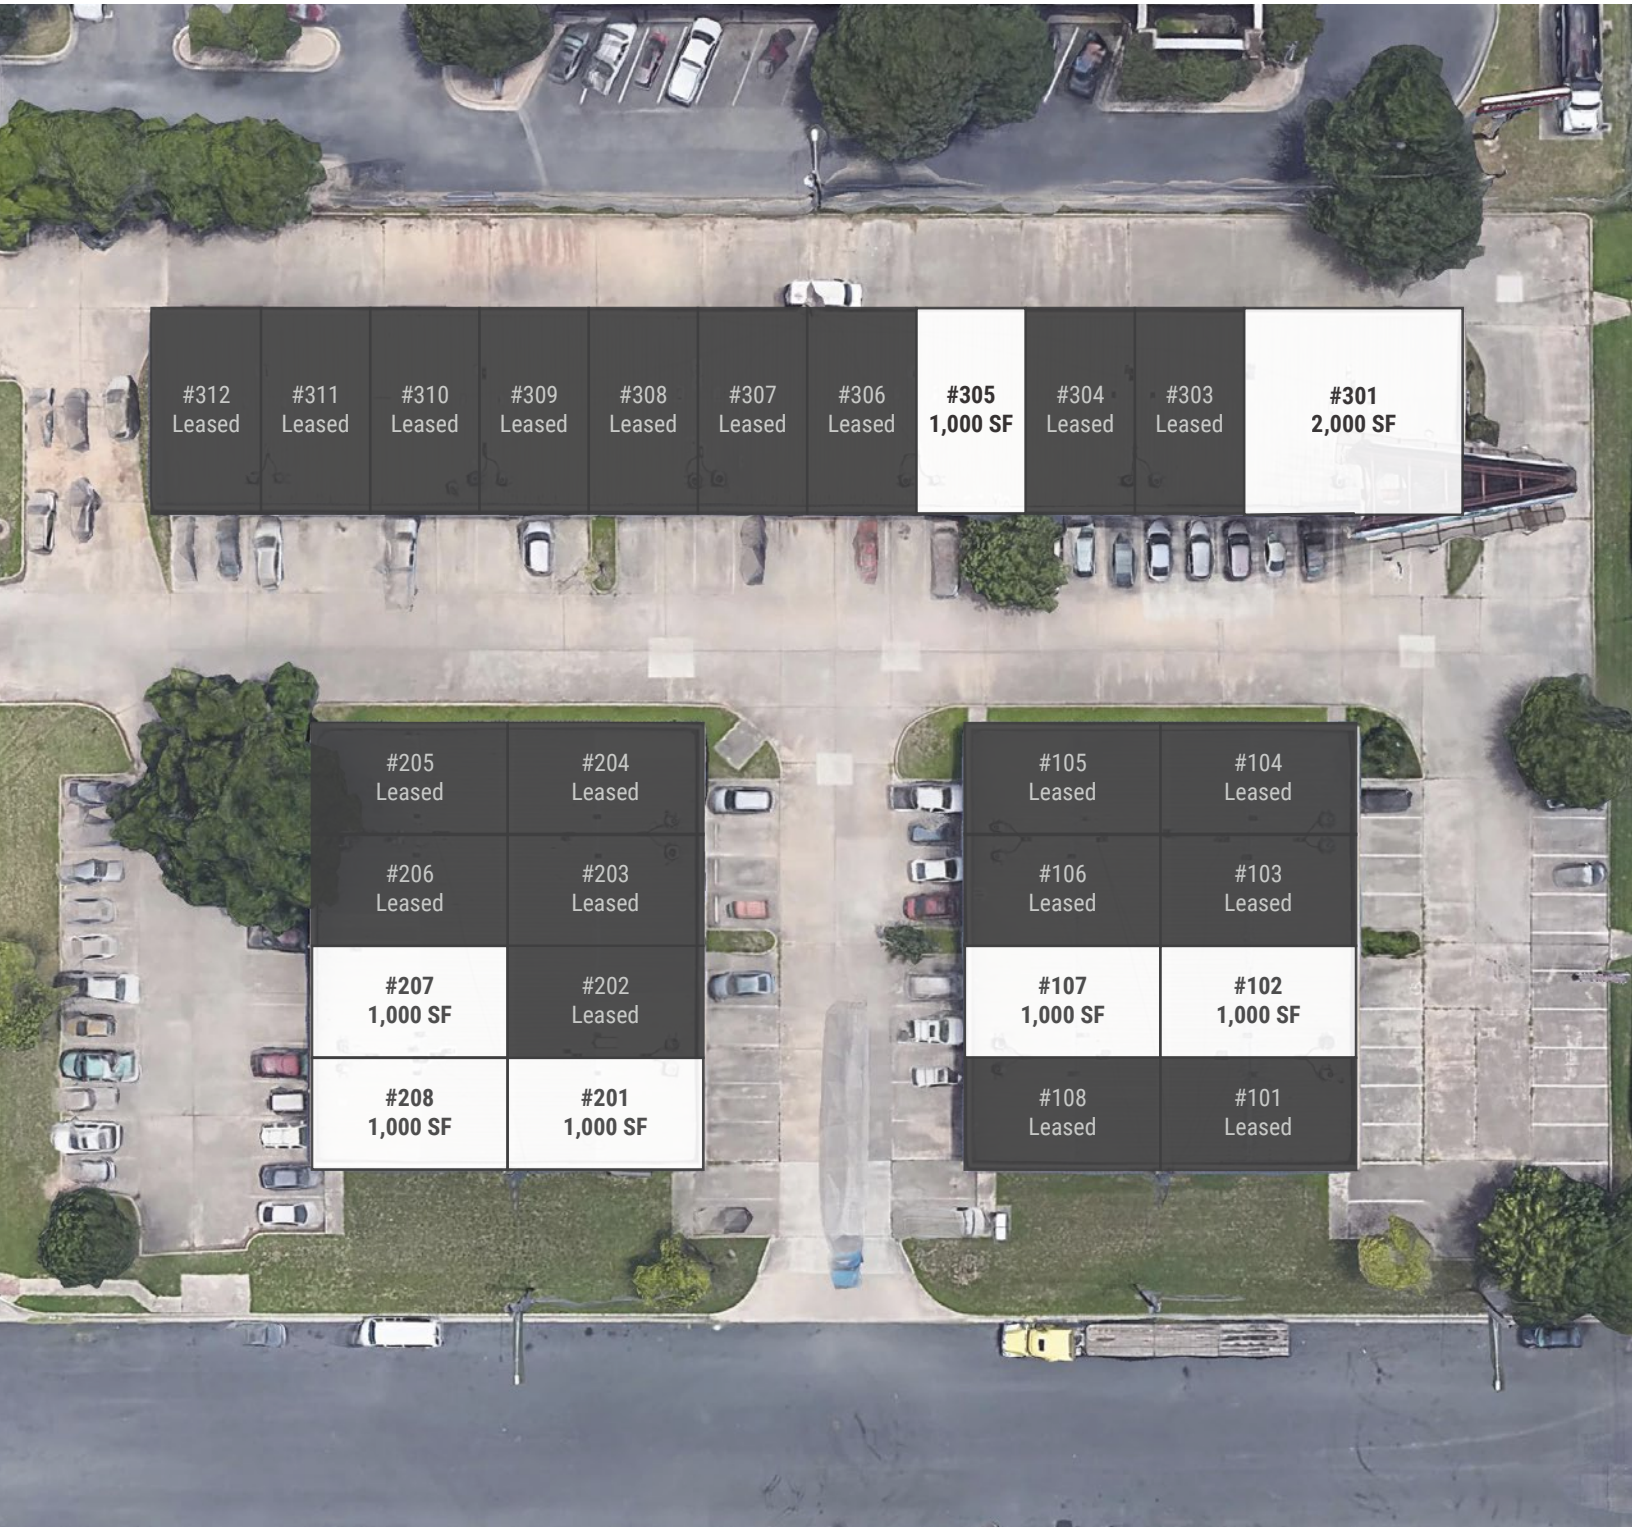 #312
Leased
#311
Leased
#310
Leased
#309
Leased
#308
Leased
#307
Leased
#306
Leased
#305
1,000 SF
#304
Leased
#303
Leased
#301
2,000 SF
#205
Leased
#204
Leased
#206
Leased
#203
Leased
#207
1,000 SF
#202
Leased
#208
1,000 SF
#201
1,000 SF
#105
Leased
#104
Leased
#106
Leased
#103
Leased
#107
1,000 SF
#102
1,000 SF
#108
Leased
#101
Leased